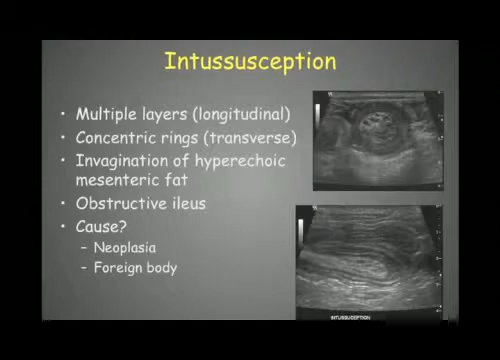 Intussusception
• Multiple layers (longitudinal)
• Concentric rings (transverse)
• Invagination of hyperechoic
mesenteric fat
• Obstructive ileus
• Cause?
– Neoplasia
– Foreign body
INTUSSUSCEPTION